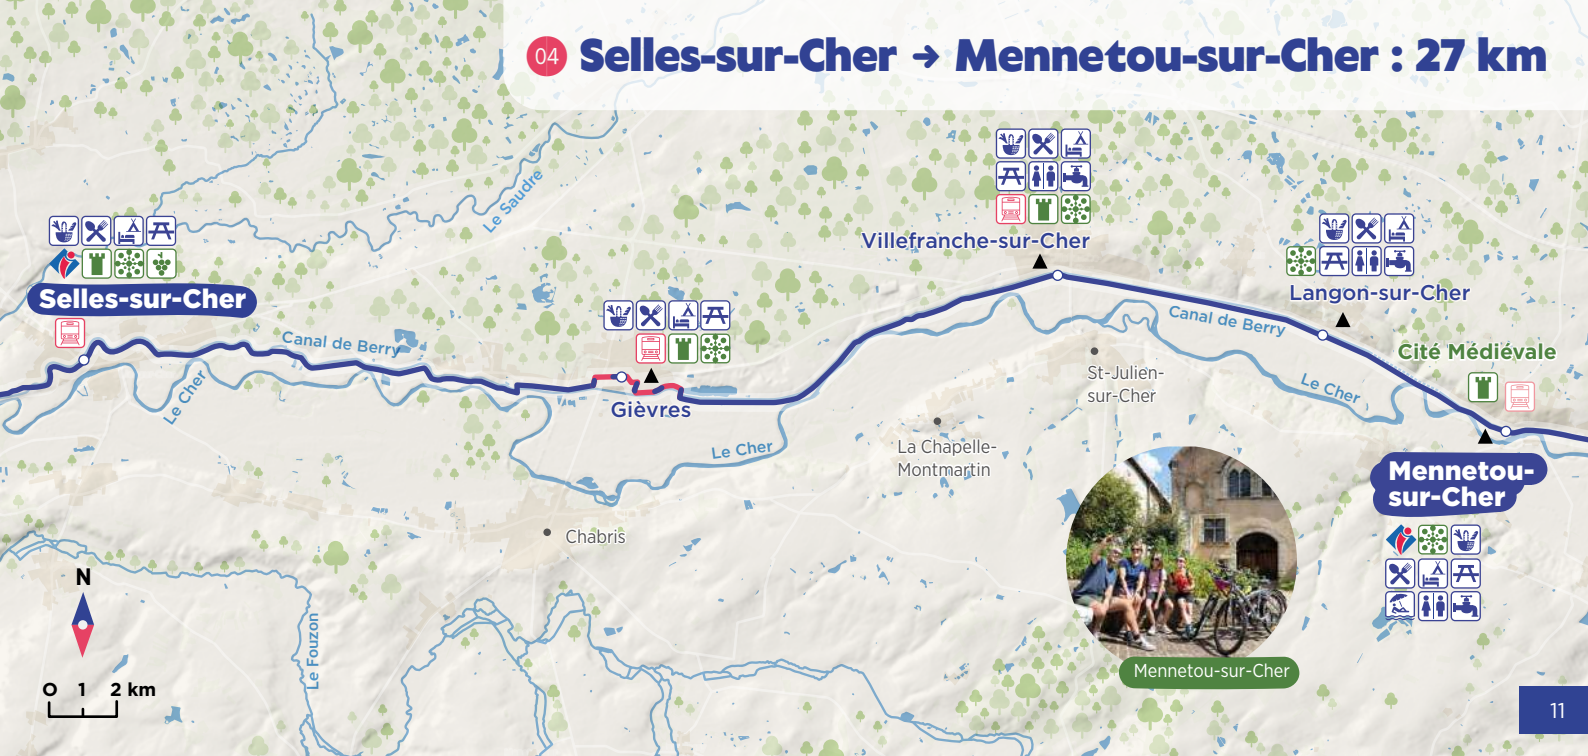 04 Selles-sur-Cher → Mennetou-sur-Cher : 27 km
Le Saudre
Villefranche-sur-Cher
Selles-sur-Cher
Langon-sur-Cher
Canal de Berry
Canal de Berry
Cité Médiévale
Le Cher
Gièvres
St-Julien-
sur-Cher
Le Cher
Le Cher
La Chapelle-
Montmartin
Mennetou-
sur-Cher
Chabris
N
Le Fouzon
Mennetou-sur-Cher
0 1 2 km
11